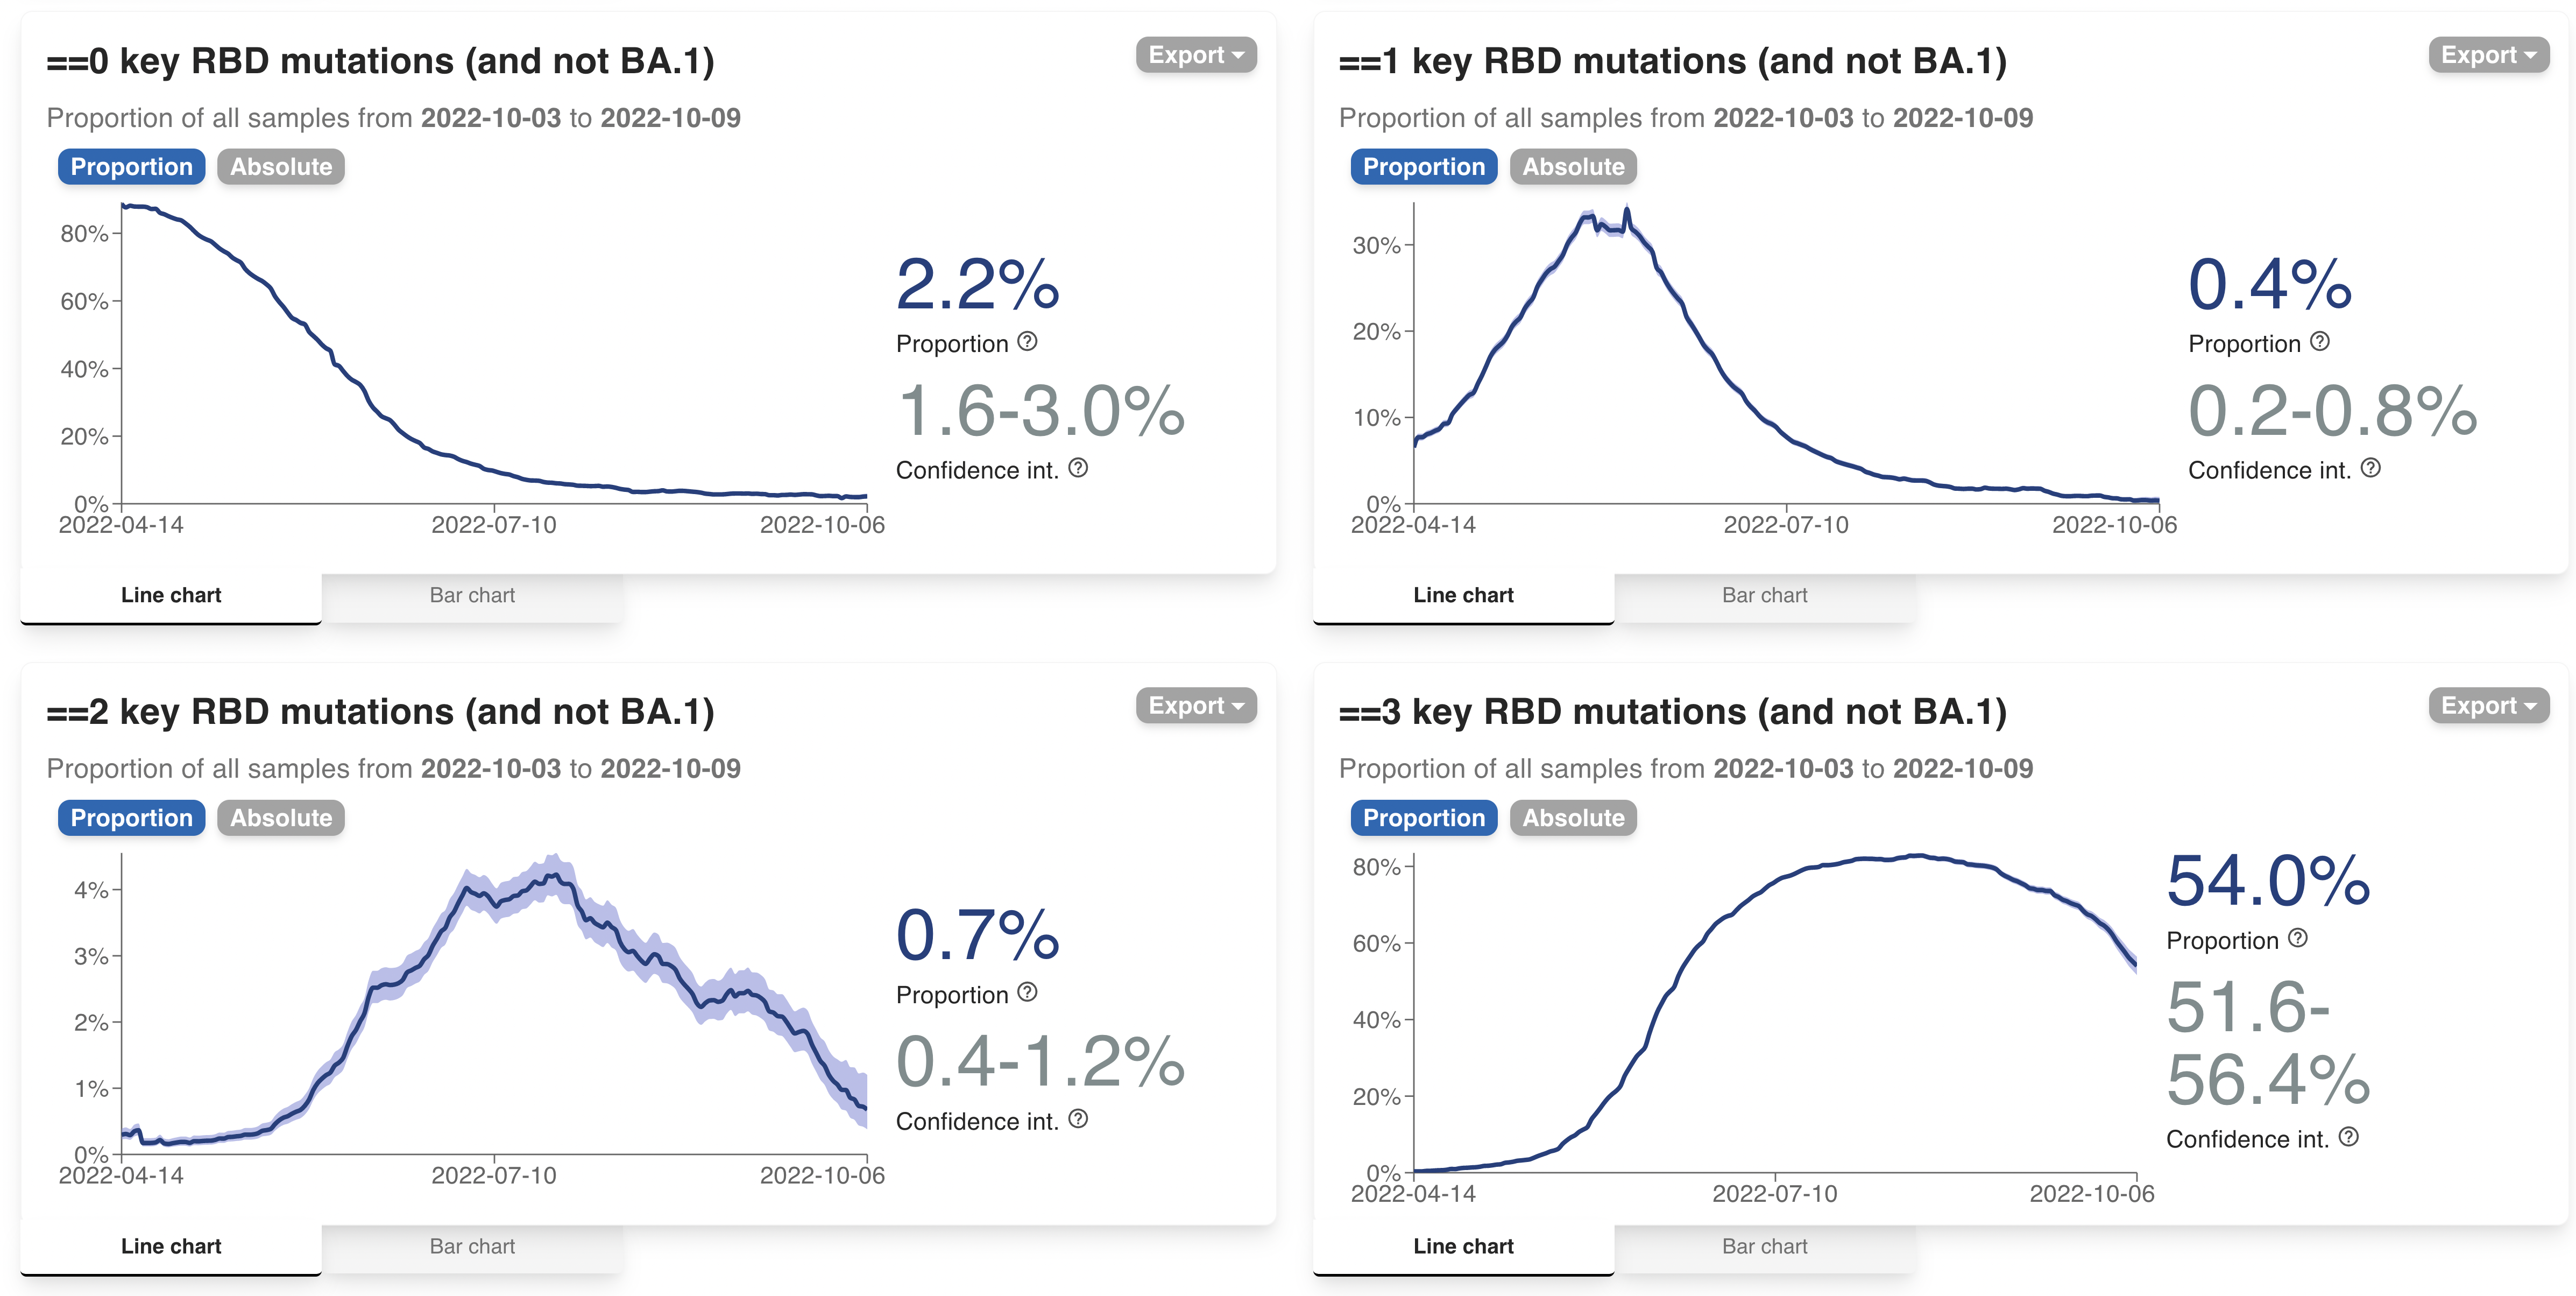 ==0 key RBD mutations (and not BA.1)
Export
Proportion of all samples from 2022-10-03 to 2022-10-09
Proportion Absolute
80%
60%
40%
20%
0%
2022-04-14 2022-07-10 2022-10-06
2.2%
Proportion ?
1.6-3.0%
Confidence int. ?
Line chart Bar chart
==1 key RBD mutations (and not BA.1)
Export
Proportion of all samples from 2022-10-03 to 2022-10-09
Proportion Absolute
30%
20%
10%
0%
2022-04-14 2022-07-10 2022-10-06
0.4%
Proportion ?
0.2-0.8%
Confidence int. ?
Line chart Bar chart
==2 key RBD mutations (and not BA.1)
Export
Proportion of all samples from 2022-10-03 to 2022-10-09
Proportion Absolute
4%
3%
2%
1%
0%
2022-04-14 2022-07-10 2022-10-06
0.7%
Proportion ?
0.4-1.2%
Confidence int. ?
Line chart Bar chart
==3 key RBD mutations (and not BA.1)
Export
Proportion of all samples from 2022-10-03 to 2022-10-09
Proportion Absolute
80%
60%
40%
20%
0%
2022-04-14 2022-07-10 2022-10-06
54.0%
Proportion ?
51.6-
56.4%
Confidence int. ?
Line chart Bar chart